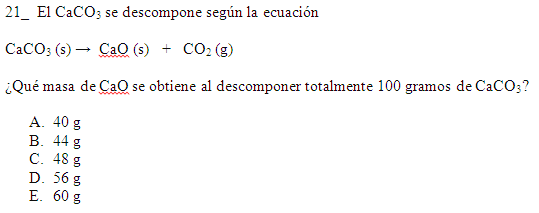 21_ El CaCO₃ se descompone según la ecuación
CaCO₃ (s) → CaO (s) + CO₂ (g)
¿Qué masa de CaO se obtiene al descomponer totalmente 100 gramos de CaCO₃?
A. 40 g
B. 44 g
C. 48 g
D. 56 g
E. 60 g